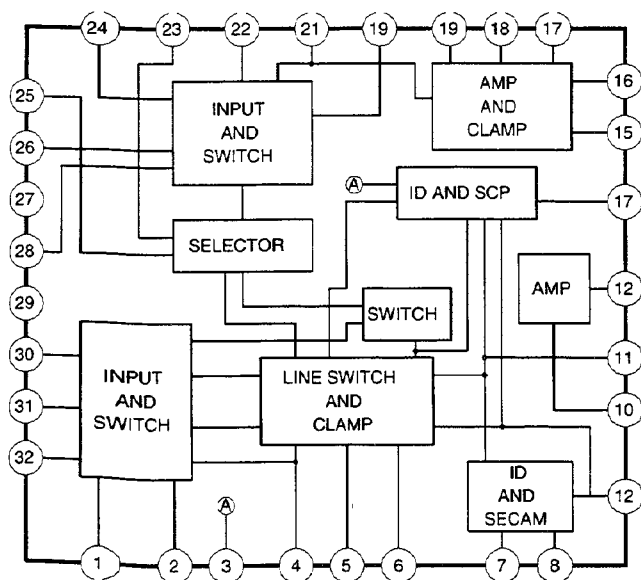 24 23 22 21 19 19 18 17
25
26
27
28
29
30
31
32
16
15
17
12
11
10
12
1 2 3 4 5 6 7 8
INPUT
AND
SWITCH
AMP
AND
CLAMP
A
ID AND SCP
SELECTOR
AMP
SWITCH
INPUT
AND
SWITCH
LINE SWITCH
AND
CLAMP
A
ID
AND
SECAM